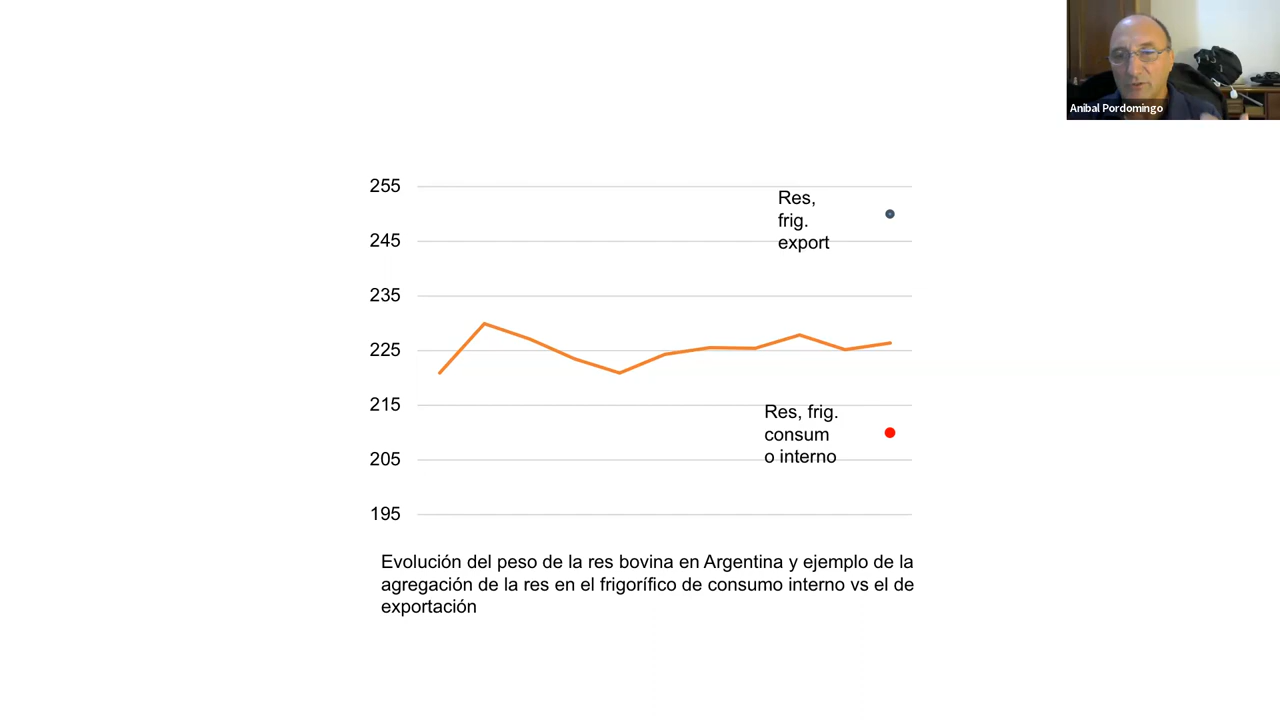 Anibal Pordomingo
255
Res,
frig.
export
245
235
225
215
Res, frig.
consum
o interno
205
195
Evolución del peso de la res bovina en Argentina y ejemplo de la
agregación de la res en el frigorífico de consumo interno vs el de
exportación